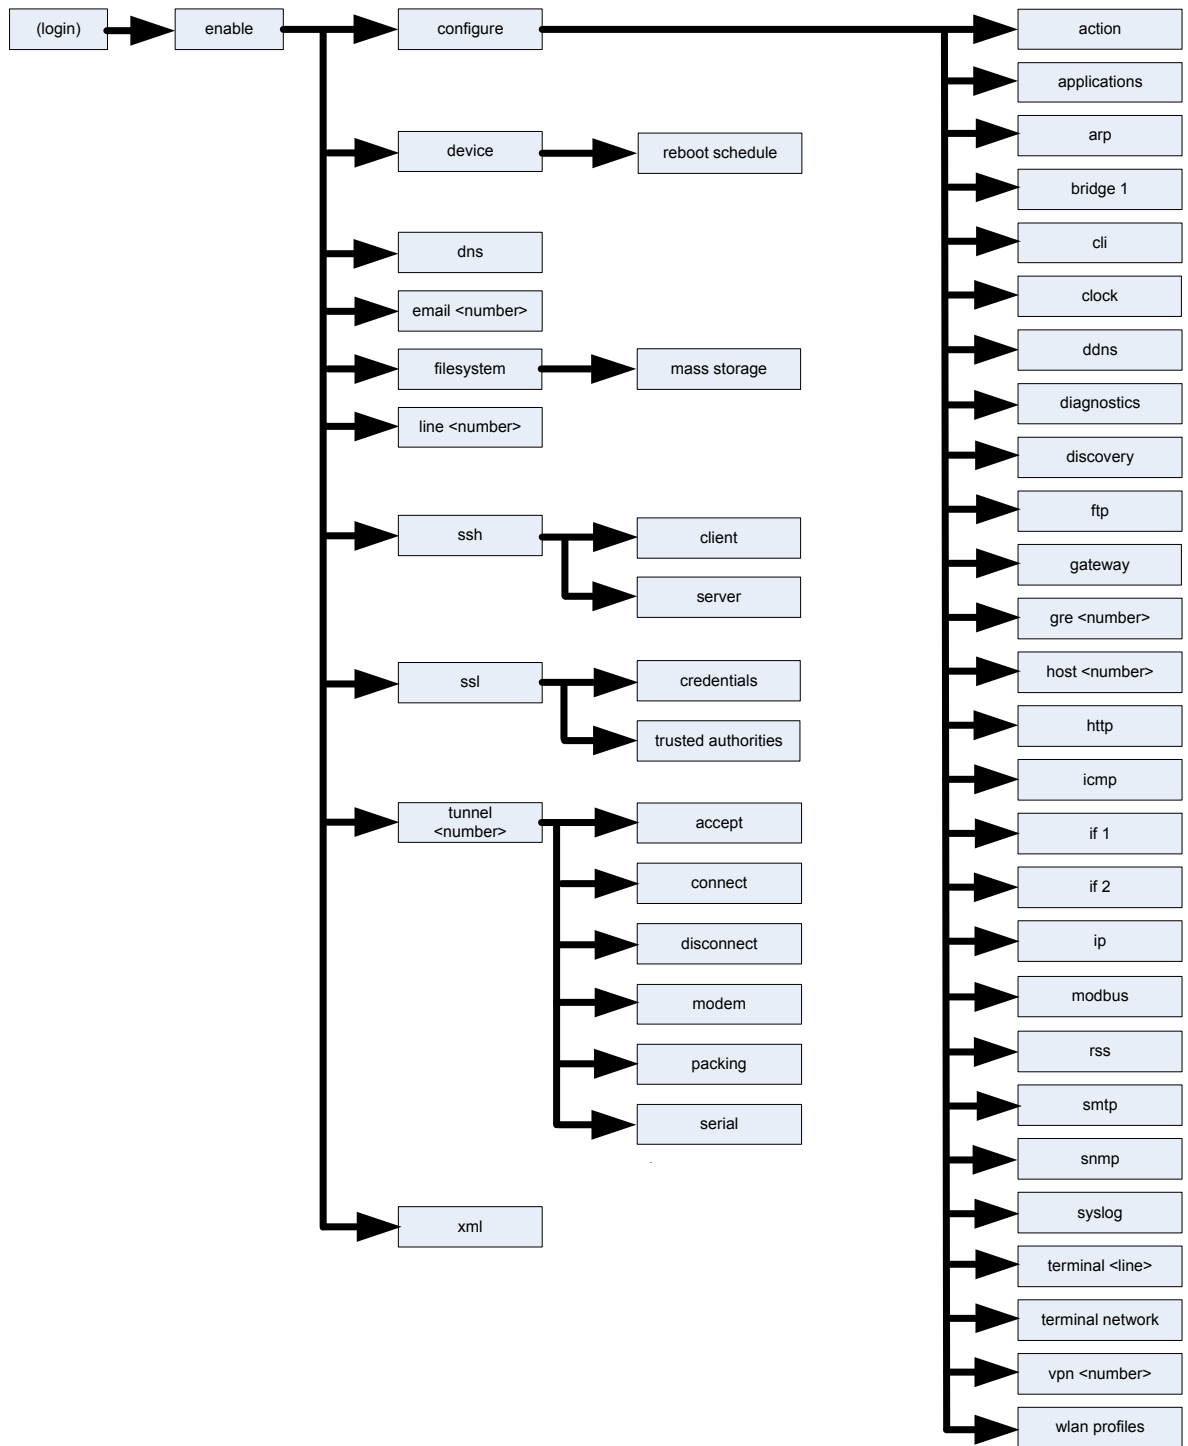 (login)
enable
configure
device
reboot schedule
dns
email <number>
filesystem
mass storage
line <number>
ssh
client
server
ssl
credentials
trusted authorities
tunnel
<number>
accept
connect
disconnect
modem
packing
serial
xml
action
applications
arp
bridge 1
cli
clock
ddns
diagnostics
discovery
ftp
gateway
gre <number>
host <number>
http
icmp
if 1
if 2
ip
modbus
rss
smtp
snmp
syslog
terminal <line>
terminal network
vpn <number>
wlan profiles